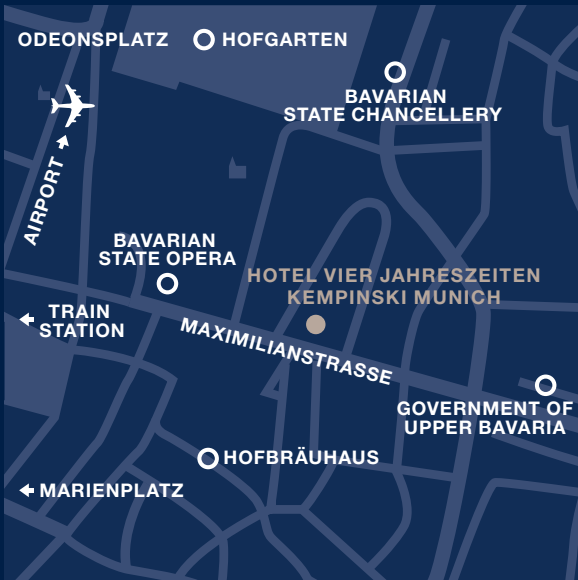 ODEONSPLATZ
HOFGARTEN
BAVARIAN
STATE CHANCELLERY
AIRPORT
BAVARIAN
STATE OPERA
HOTEL VIER JAHRESZEITEN
KEMPINSKI MUNICH
TRAIN
STATION
MAXIMILIANSTRASSE
GOVERNMENT OF
UPPER BAVARIA
HOFBRÄUHAUS
MARIENPLATZ